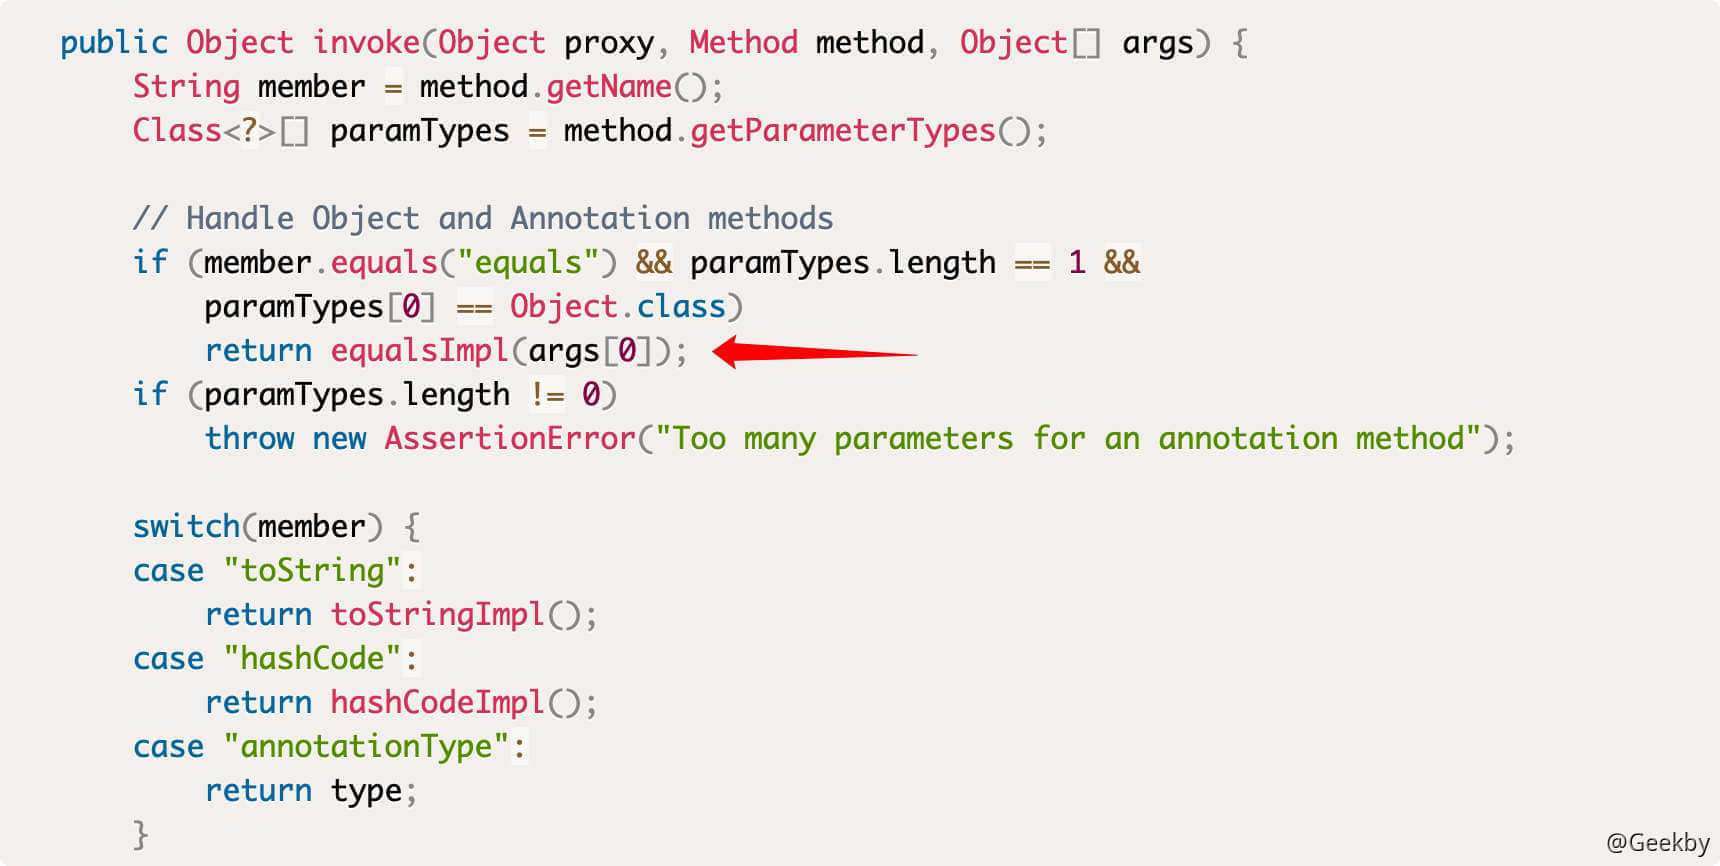 public Object invoke(Object proxy, Method method, Object[] args) {
String member = method.getName();
Class<?>[] paramTypes = method.getParameterTypes();
// Handle Object and Annotation methods
if (member.equals("equals") && paramTypes.length == 1 &&
paramTypes[0] == Object.class)
return equalsImpl(args[0]);
if (paramTypes.length != 0)
throw new AssertionError("Too many parameters for an annotation method");
switch(member) {
case "toString":
return toStringImpl();
case "hashCode":
return hashCodeImpl();
case "annotationType":
return type;
}
@Geekby